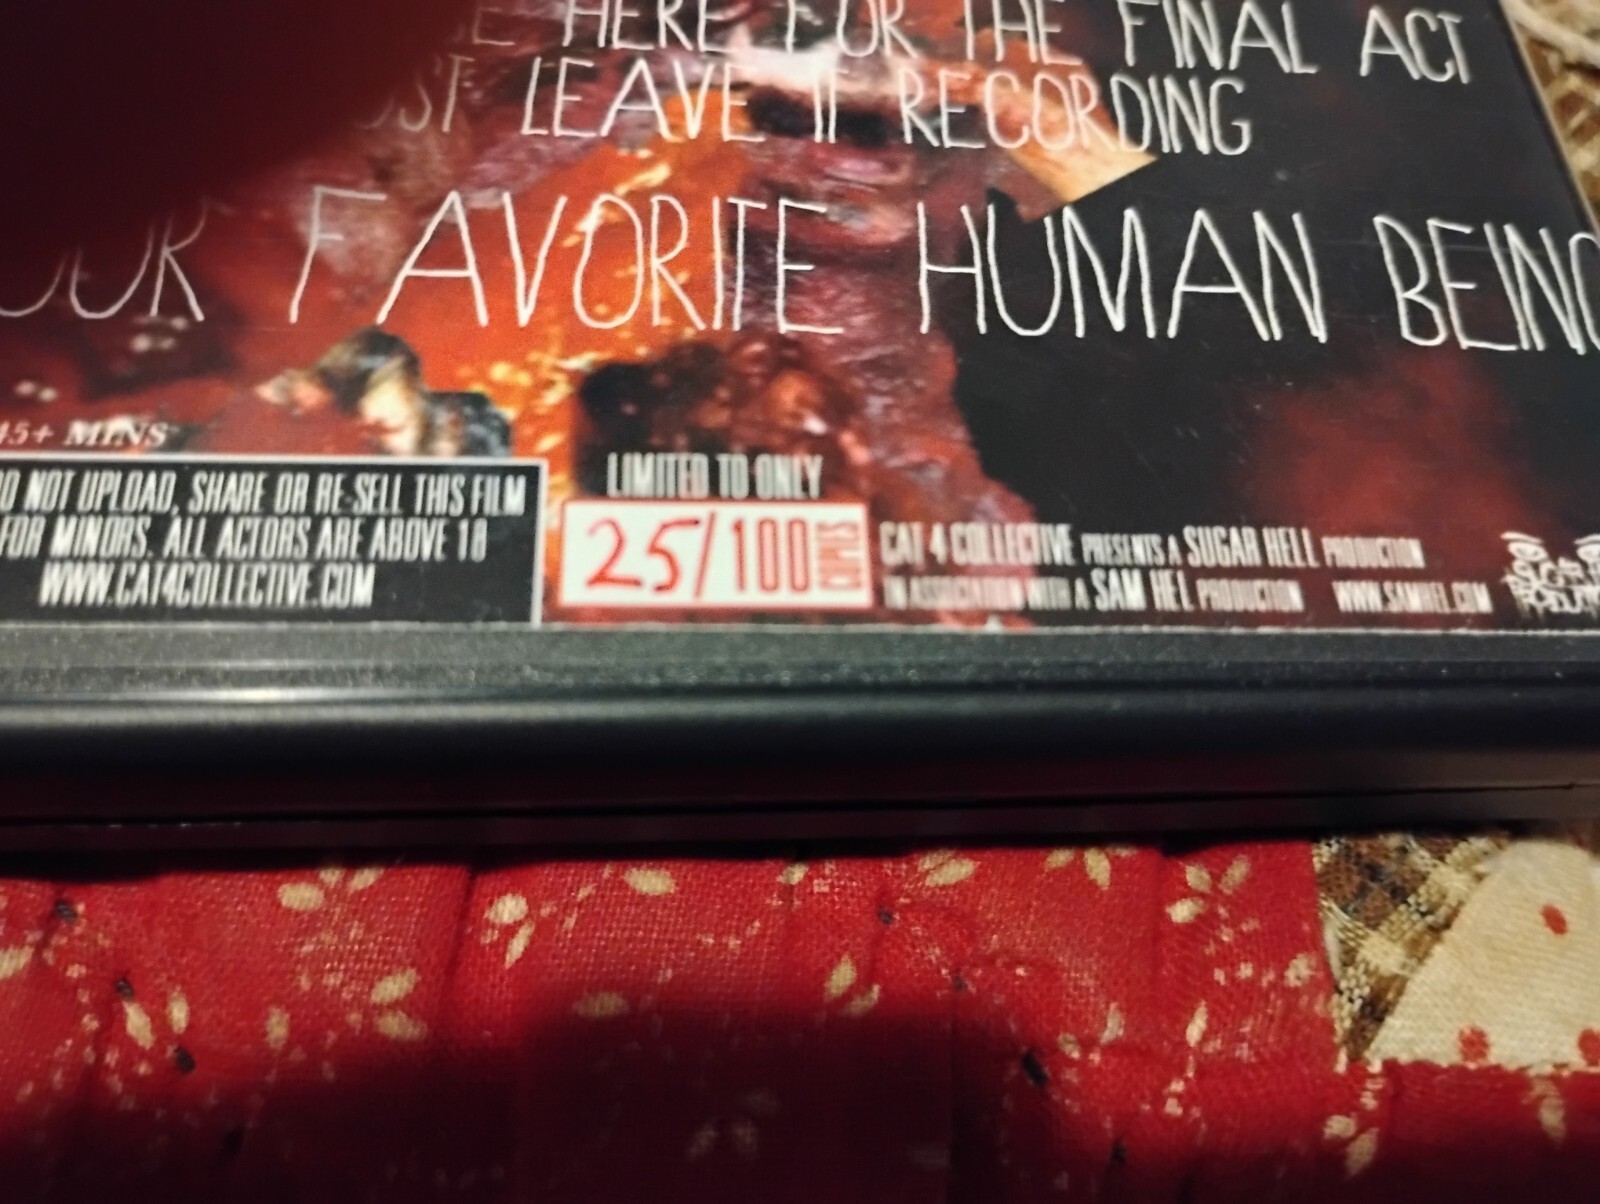 HERE FOR THE FINAL ACT
LEAVE IF RECORDING
FAVORITE HUMAN BEING
45+ MINS
DO NOT UPLOAD, SHARE OR RE-SELL THIS FILM
FOR MINORS. ALL ACTORS ARE ABOVE 18
WWW.CAT4COLLECTIVE.COM
LIMITED TO ONLY
25/100
CAT 4 COLLECTIVE PRESENTS A SUGAR HELL PRODUCTION
IN ASSOCIATION WITH A SAM HEL PRODUCTION WWW.SAMHEL.COM